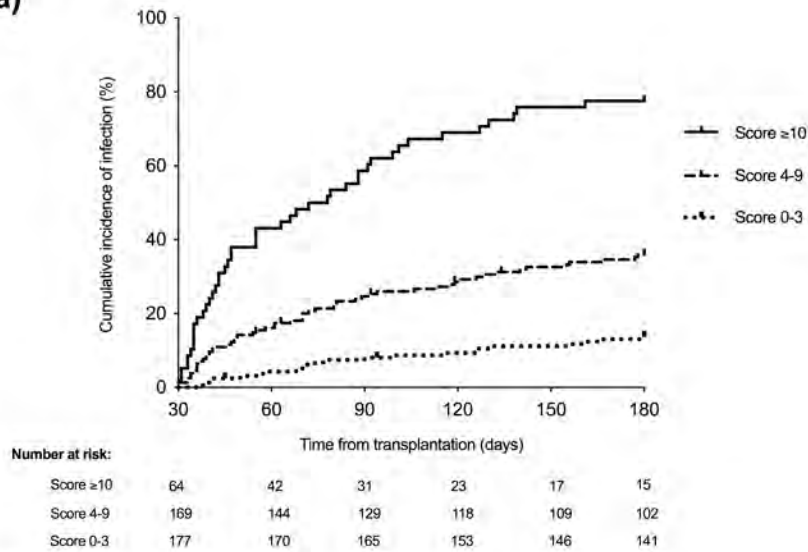 a)
Cumulative incidence of infection (%)
100
80
60
40
20
0
30 60 90 120 150 180
Time from transplantation (days)
Score ≥10
Score 4-9
Score 0-3
Number at risk:
Score ≥10 64 42 31 23 17 15
Score 4-9 169 144 129 118 109 102
Score 0-3 177 170 165 153 146 141